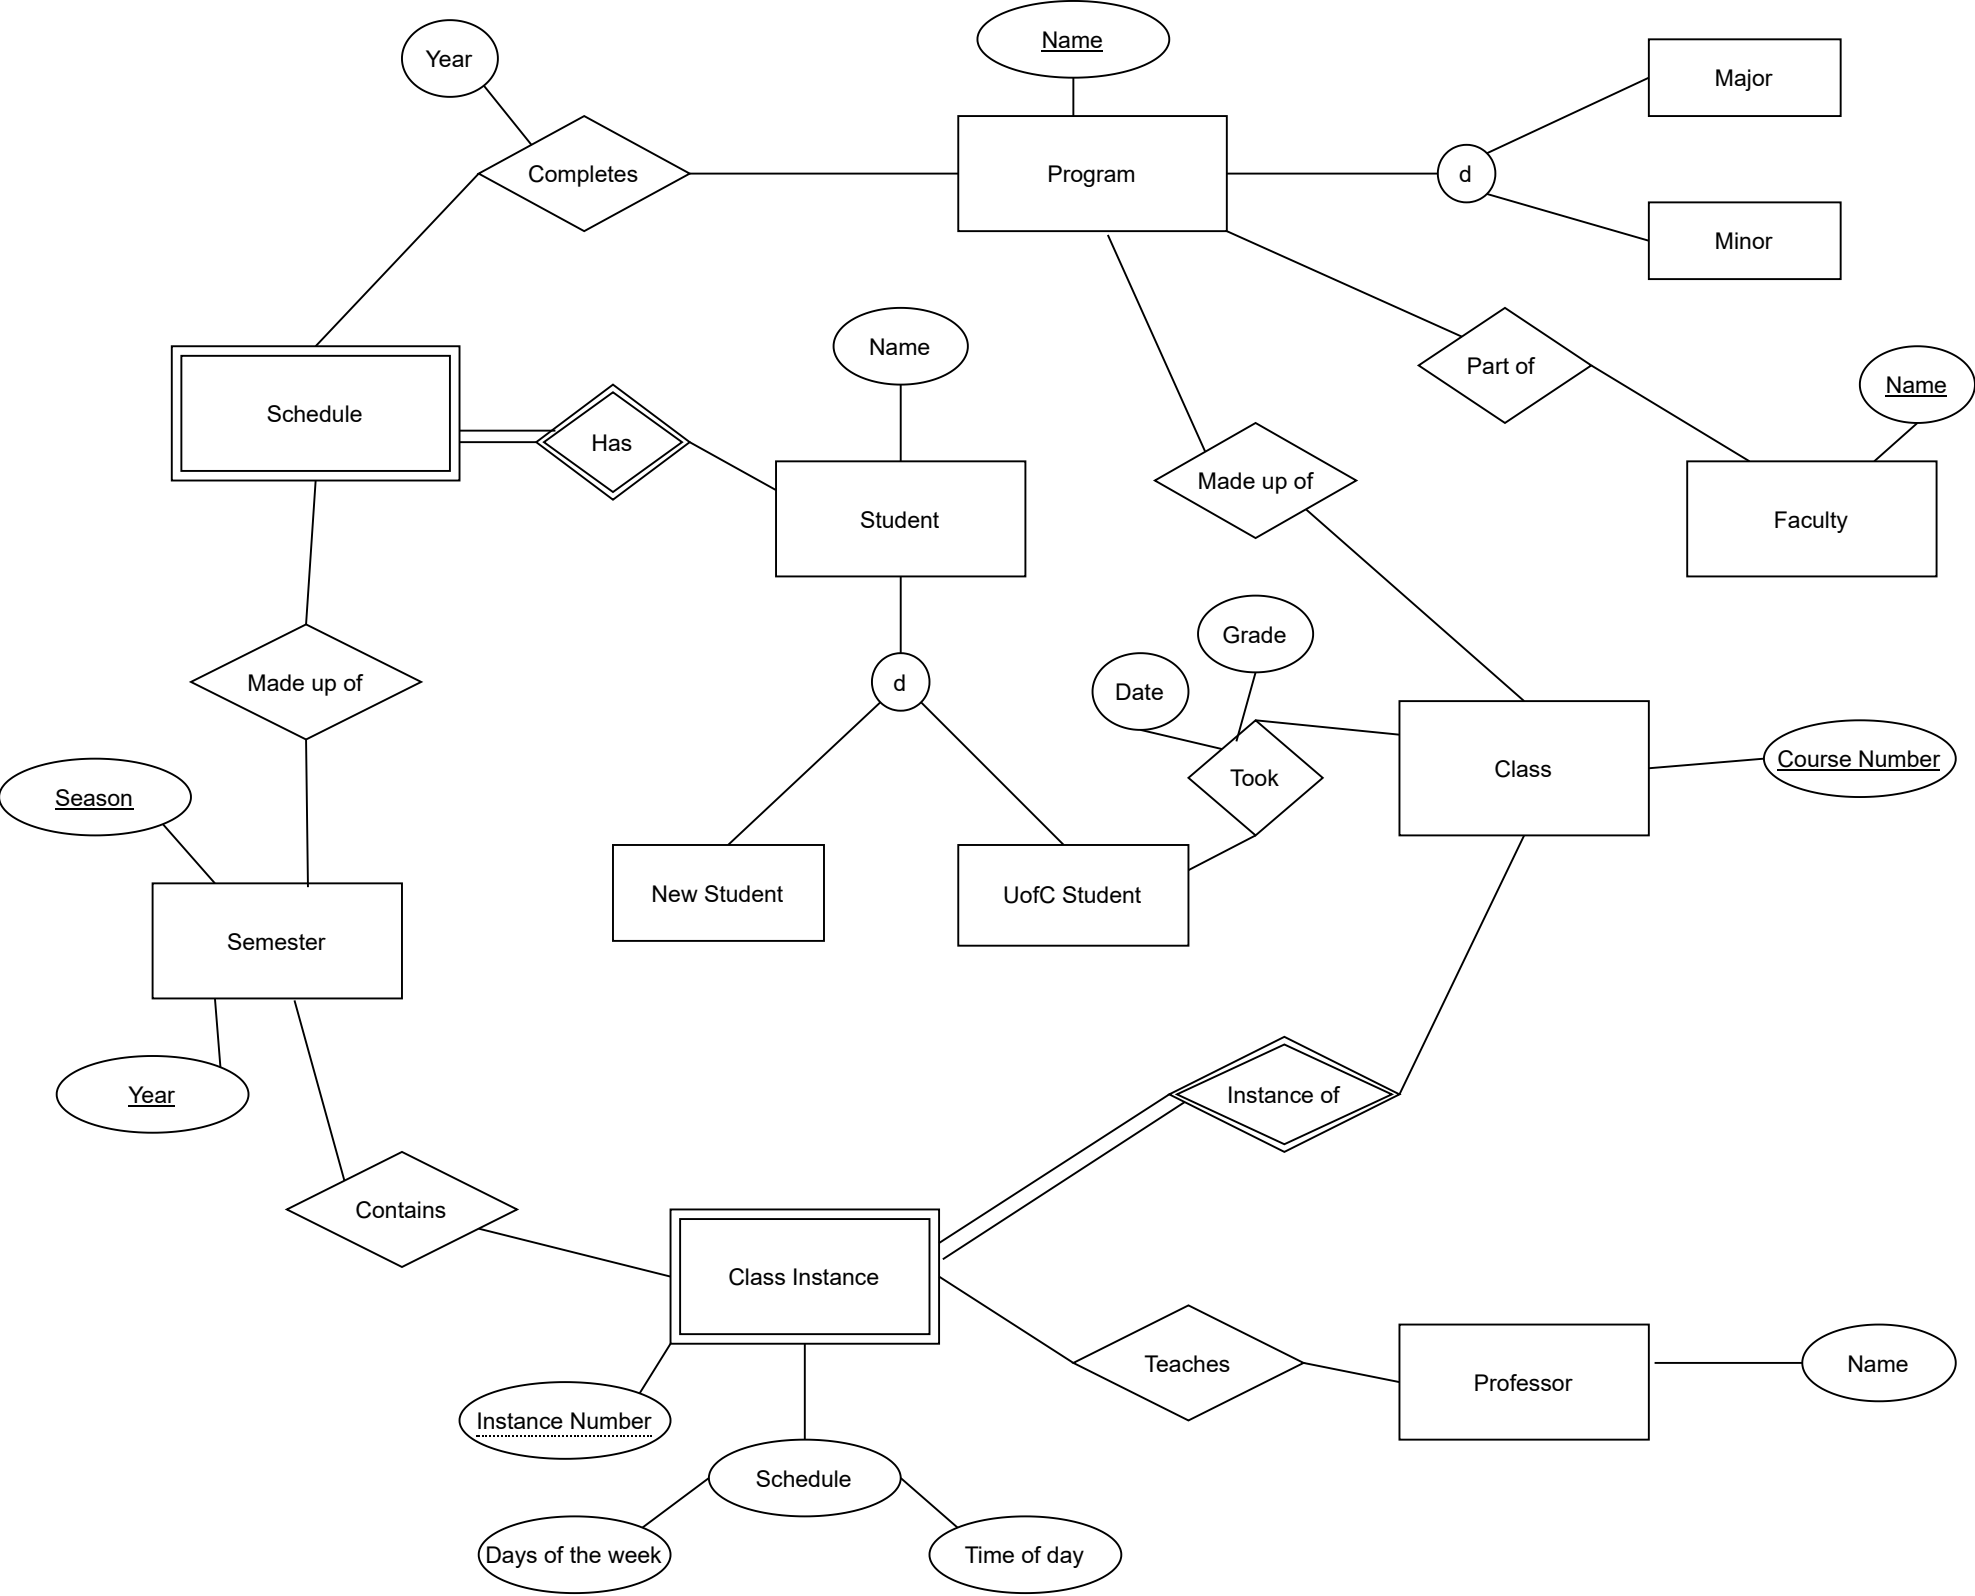 Name
Year
Major
Completes
Program
d
Minor
Name
Part of
Name
Schedule
Has
Made up of
Student
Faculty
Grade
Made up of
d
Date
Season
Took
Class
Course Number
New Student
UofC Student
Semester
Year
Instance of
Contains
Class Instance
Teaches
Professor
Name
Instance Number
Schedule
Days of the week
Time of day